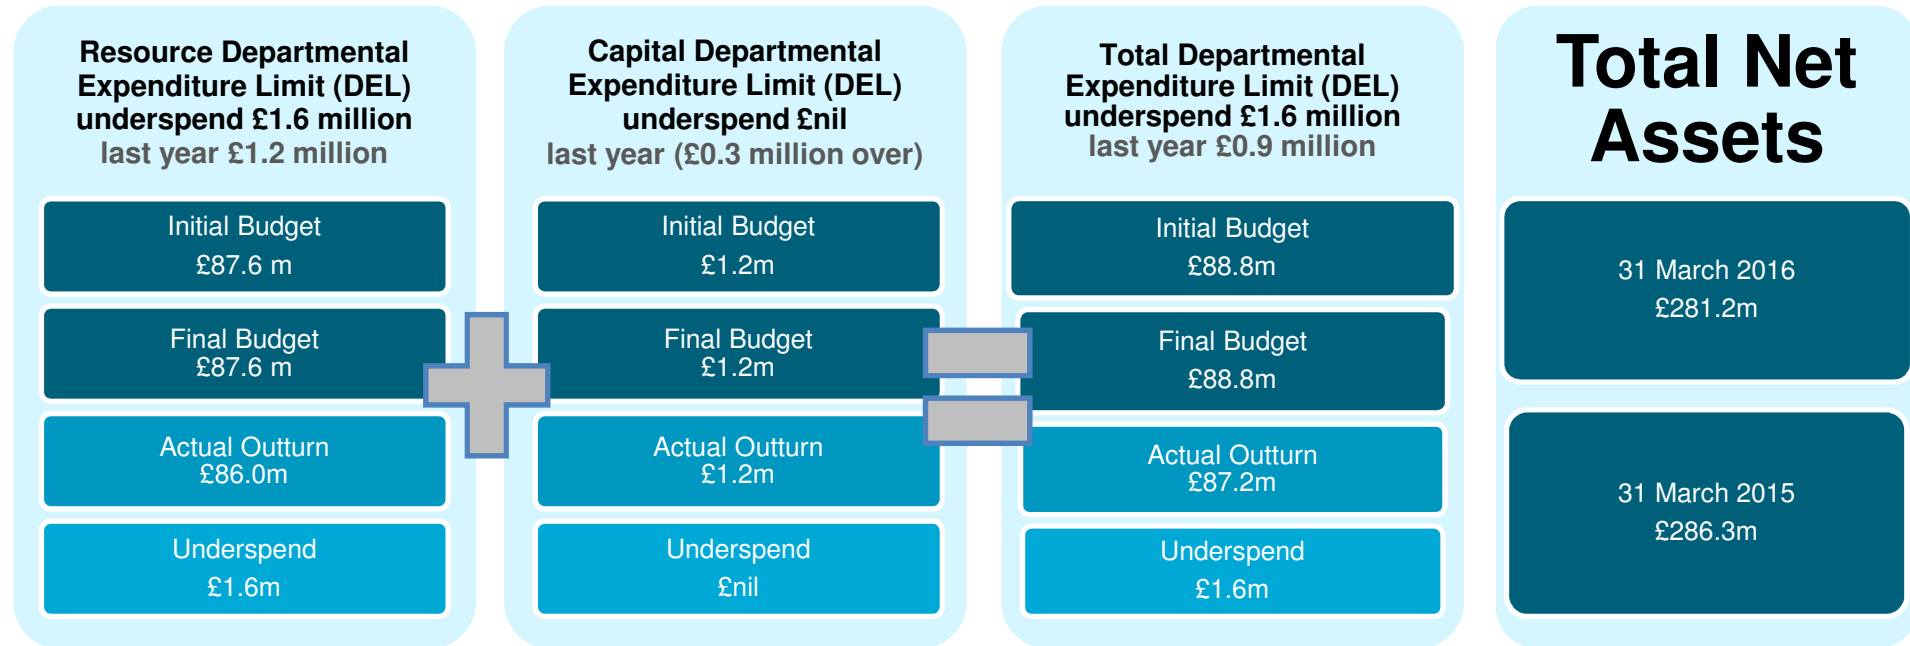 Resource Departmental
Expenditure Limit (DEL)
underspend £1.6 million
last year £1.2 million
Initial Budget
£87.6 m
Final Budget
£87.6 m
Actual Outturn
£86.0m
Underspend
£1.6m
Capital Departmental
Expenditure Limit (DEL)
underspend £nil
last year (£0.3 million over)
Initial Budget
£1.2m
Final Budget
£1.2m
Actual Outturn
£1.2m
Underspend
£nil
Total Departmental
Expenditure Limit (DEL)
underspend £1.6 million
last year £0.9 million
Initial Budget
£88.8m
Final Budget
£88.8m
Actual Outturn
£87.2m
Underspend
£1.6m
Total Net
Assets
31 March 2016
£281.2m
31 March 2015
£286.3m